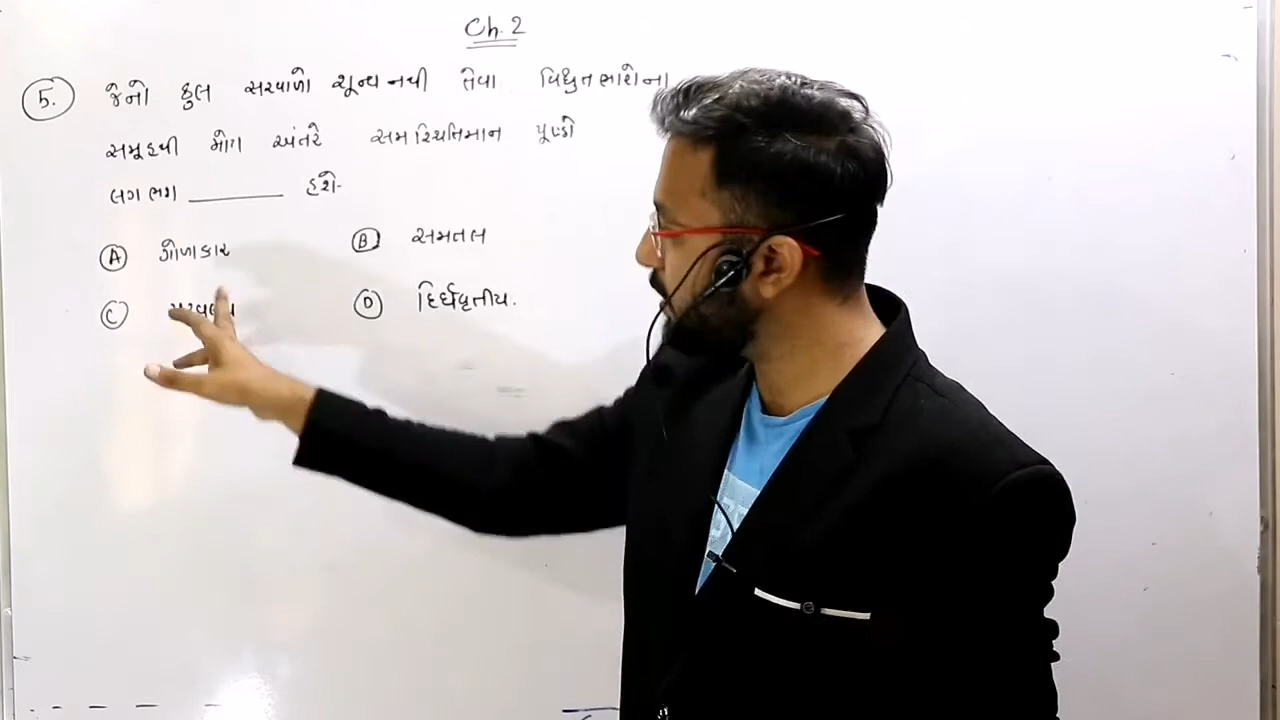 Ch. 2
5. જેનો કુલ સરવાળો શૂન્ય નથી તેવા વિદ્યુતભારોના
સમૂહથી મોટા અંતરે સમસ્થિતિમાન પૃષ્ઠો
લગભગ ________ હશે.
A ગોળાકાર B સમતલ
C D દિર્ઘવૃતીય.